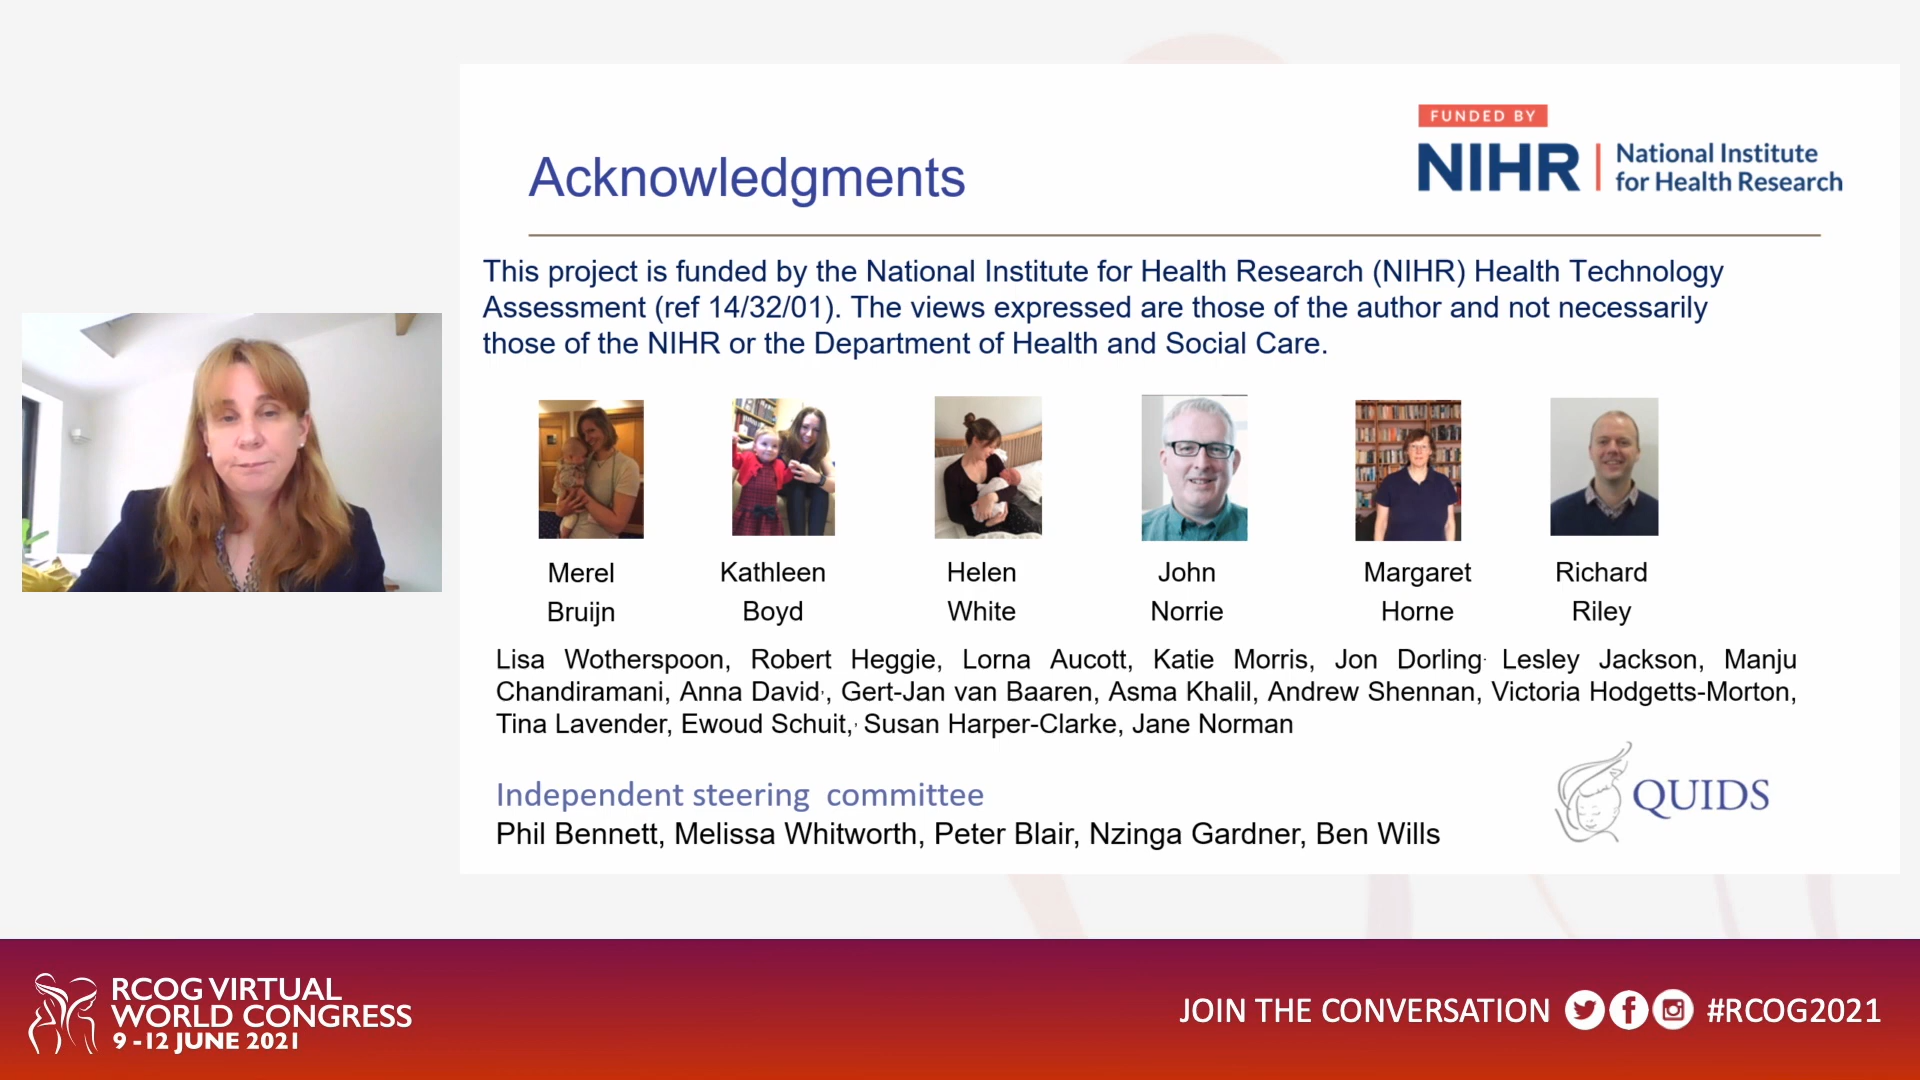 FUNDED BY
NIHR | National Institute
for Health Research
Acknowledgments
This project is funded by the National Institute for Health Research (NIHR) Health Technology
Assessment (ref 14/32/01). The views expressed are those of the author and not necessarily
those of the NIHR or the Department of Health and Social Care.
Merel Bruijn
Kathleen Boyd
Helen White
John Norrie
Margaret Horne
Richard Riley
Lisa Wotherspoon, Robert Heggie, Lorna Aucott, Katie Morris, Jon Dorling, Lesley Jackson, Manju
Chandiramani, Anna David,, Gert-Jan van Baaren, Asma Khalil, Andrew Shennan, Victoria Hodgetts-Morton,
Tina Lavender, Ewoud Schuit,, Susan Harper-Clarke, Jane Norman
Independent steering committee
Phil Bennett, Melissa Whitworth, Peter Blair, Nzinga Gardner, Ben Wills
QUIDS
RCOG VIRTUAL
WORLD CONGRESS
9 -12 JUNE 2021
JOIN THE CONVERSATION #RCOG2021